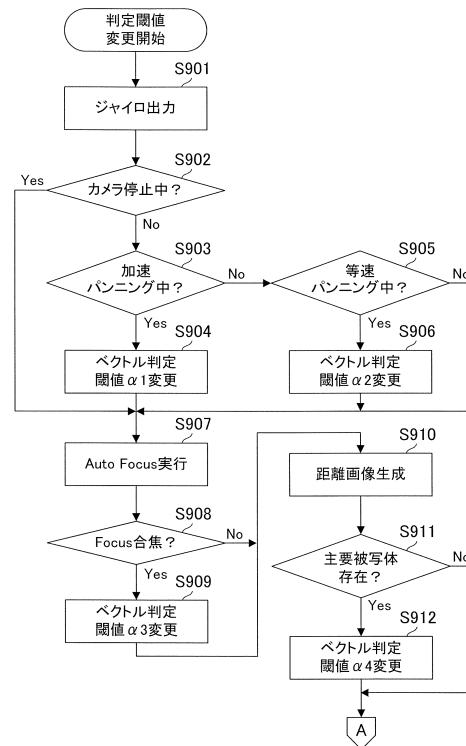 判定閾値
変更開始
S901
ジャイロ出力
S902
Yes
カメラ停止中？
No
S903
加速
パンニング中？
No
Yes
S905
等速
パンニング中？
No
Yes
S904
ベクトル判定
閾値α1変更
S906
ベクトル判定
閾値α2変更
S907
Auto Focus実行
S908
Focus合焦？
No
Yes
S909
ベクトル判定
閾値α3変更
S910
距離画像生成
S911
主要被写体
存在？
No
Yes
S912
ベクトル判定
閾値α4変更
A